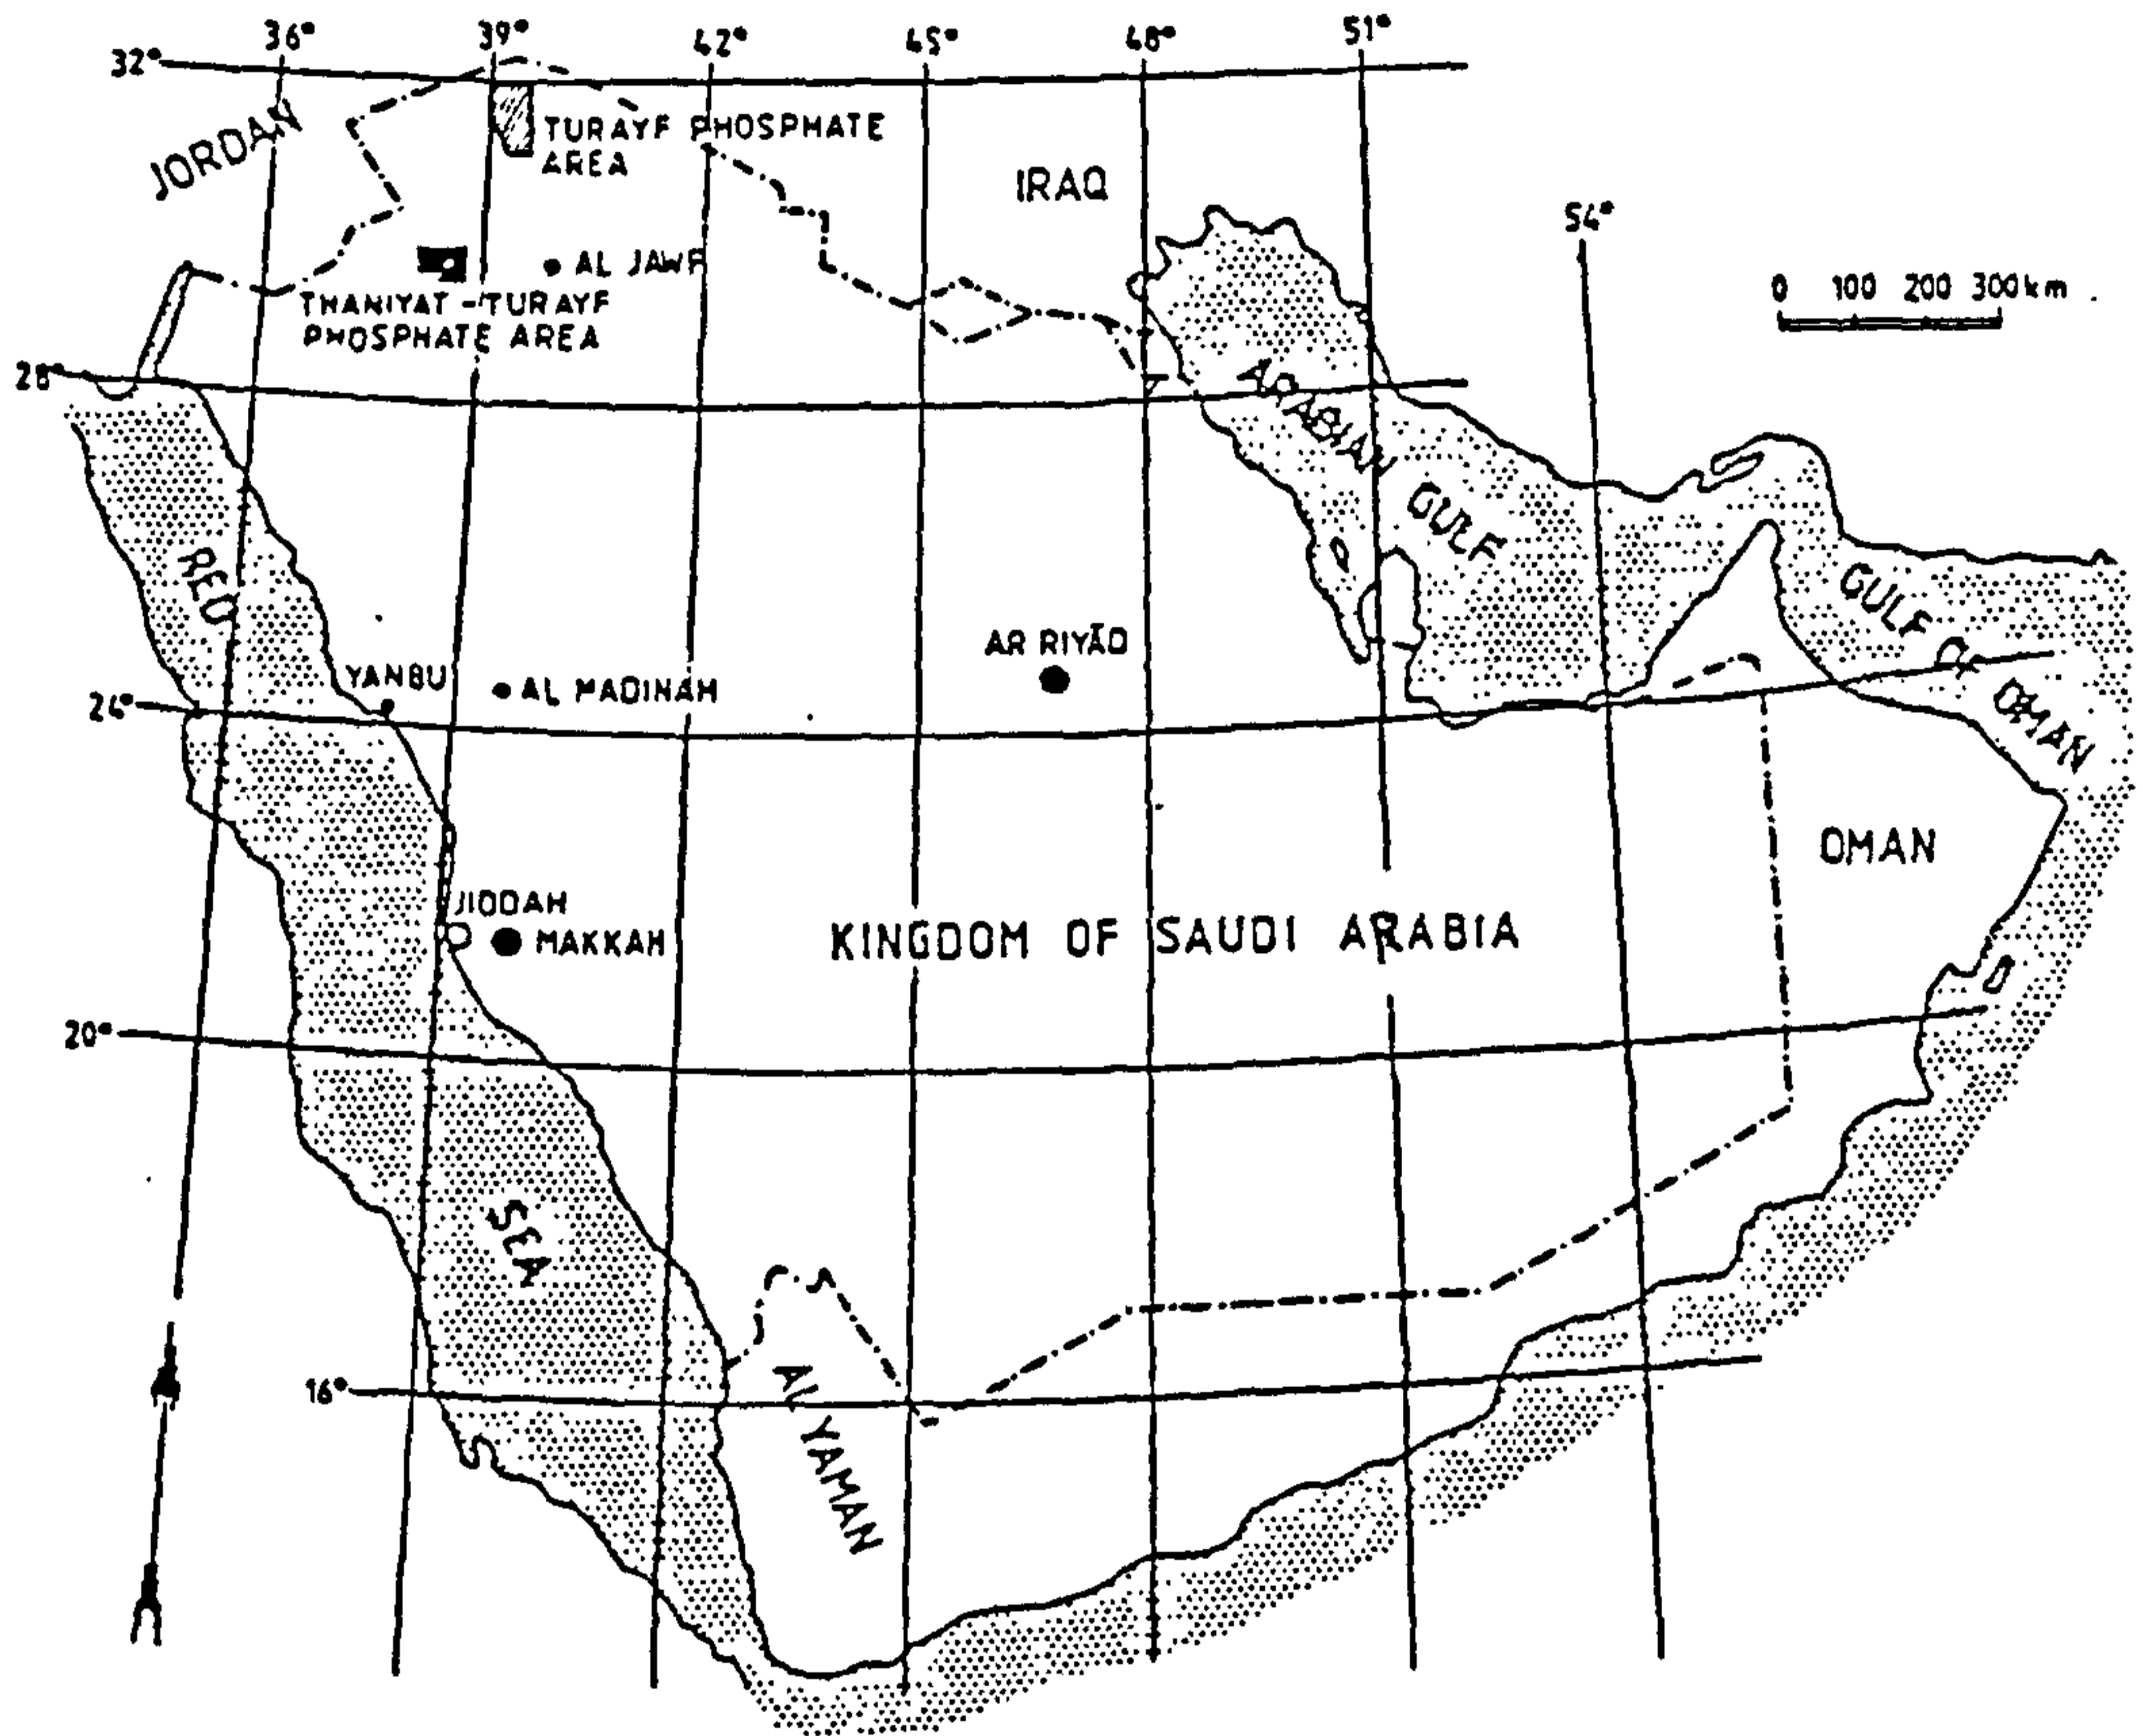 36° 39° 42° 45° 48° 51°
32°
JORDAN
TURAYF PHOSPHATE
AREA
IRAQ
54°
AL JAWF
THANIYAT-TURAYF
PHOSPHATE AREA
0 100 200 300km
28°
ARABIAN GULF
RED
GULF OF OMAN
AR RIYĀD
YANBU
AL MADINAH
24°
OMAN
JIDDAH
MAKKAH
KINGDOM OF SAUDI ARABIA
20°
SEA
16°
AL YAMAN